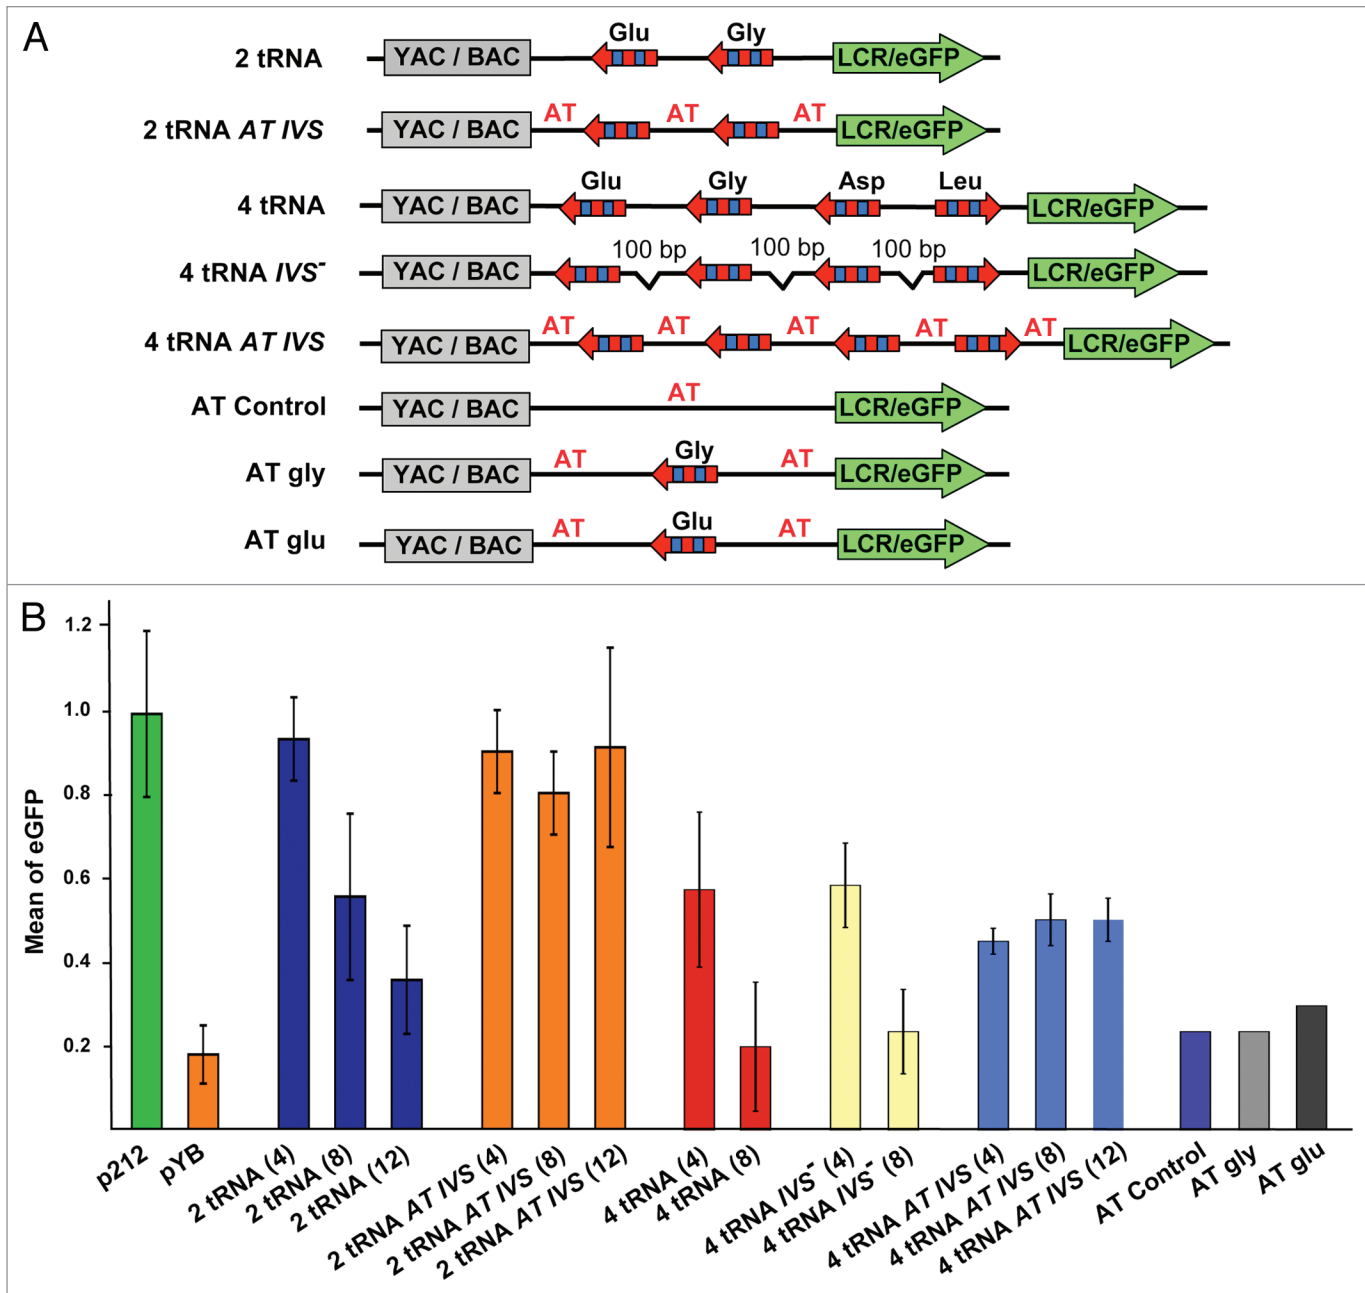 A
Glu Gly
2 tRNA YAC / BAC LCR/eGFP
AT AT AT
2 tRNA AT IVS YAC / BAC LCR/eGFP
Glu Gly Asp Leu
4 tRNA YAC / BAC LCR/eGFP
100 bp 100 bp 100 bp
4 tRNA IVS⁻ YAC / BAC LCR/eGFP
AT AT AT AT AT
4 tRNA AT IVS YAC / BAC LCR/eGFP
AT
AT Control YAC / BAC LCR/eGFP
AT Gly AT
AT gly YAC / BAC LCR/eGFP
AT Glu AT
AT glu YAC / BAC LCR/eGFP
B
Mean of eGFP
1.2
1.0
0.8
0.6
0.4
0.2
p212
pYB
2 tRNA (4)
2 tRNA (8)
2 tRNA (12)
2 tRNA AT IVS (4)
2 tRNA AT IVS (8)
2 tRNA AT IVS (12)
4 tRNA (4)
4 tRNA (8)
4 tRNA IVS⁻ (4)
4 tRNA IVS⁻ (8)
4 tRNA AT IVS (4)
4 tRNA AT IVS (8)
4 tRNA AT IVS (12)
AT Control
AT gly
AT glu